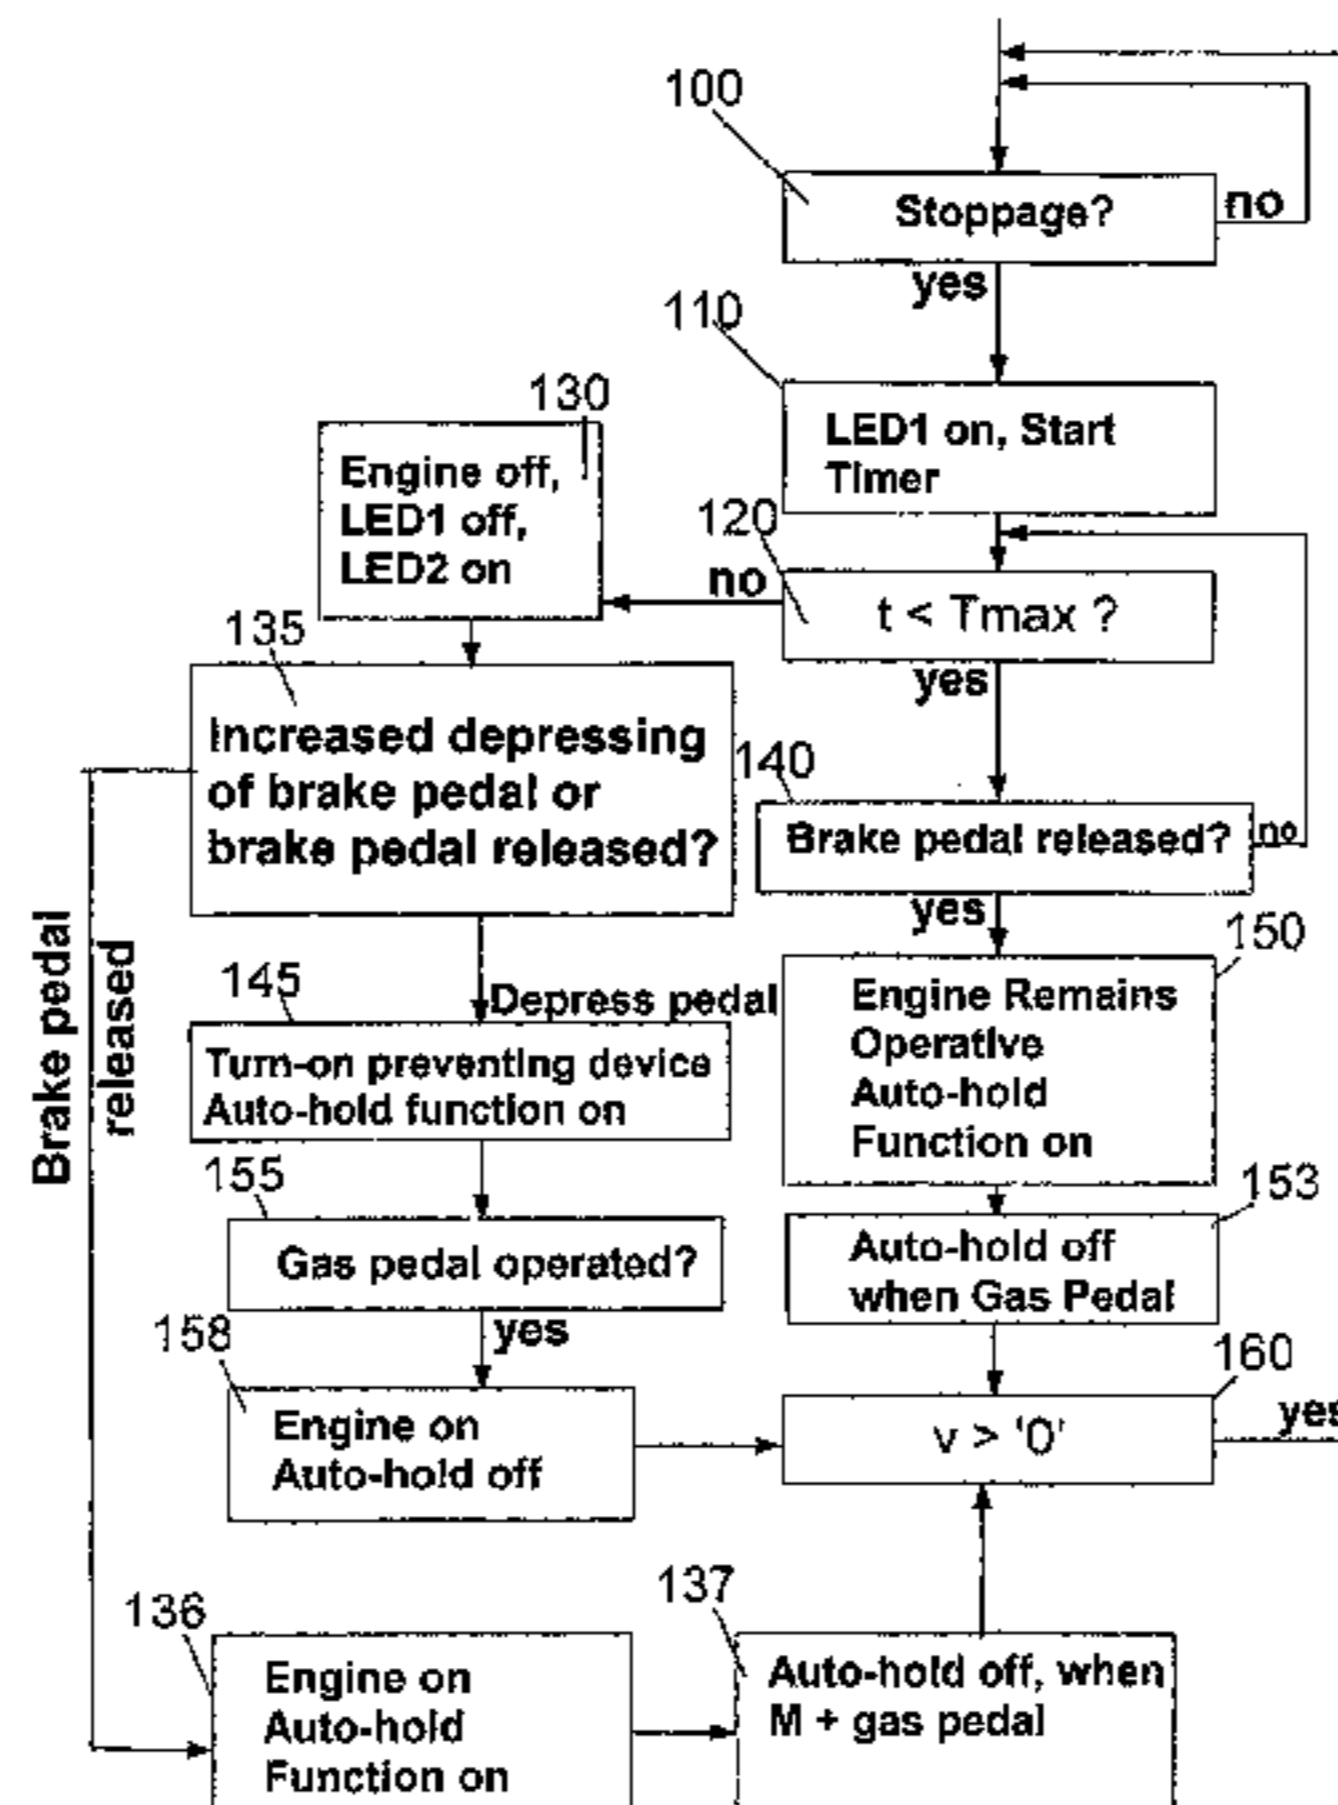 100
Stoppage?
no
yes
110
LED1 on, Start
Timer
130
Engine off,
LED1 off,
LED2 on
120
no
t < Tmax ?
yes
135
Increased depressing
of brake pedal or
brake pedal released?
140
Brake pedal released?
no
yes
Brake pedal
released
150
Engine Remains
Operative
Auto-hold
Function on
145
Depress pedal
Turn-on preventing device
Auto-hold function on
153
Auto-hold off
when Gas Pedal
155
Gas pedal operated?
yes
158
Engine on
Auto-hold off
160
v > '0'
yes
136
Engine on
Auto-hold
Function on
137
Auto-hold off, when
M + gas pedal